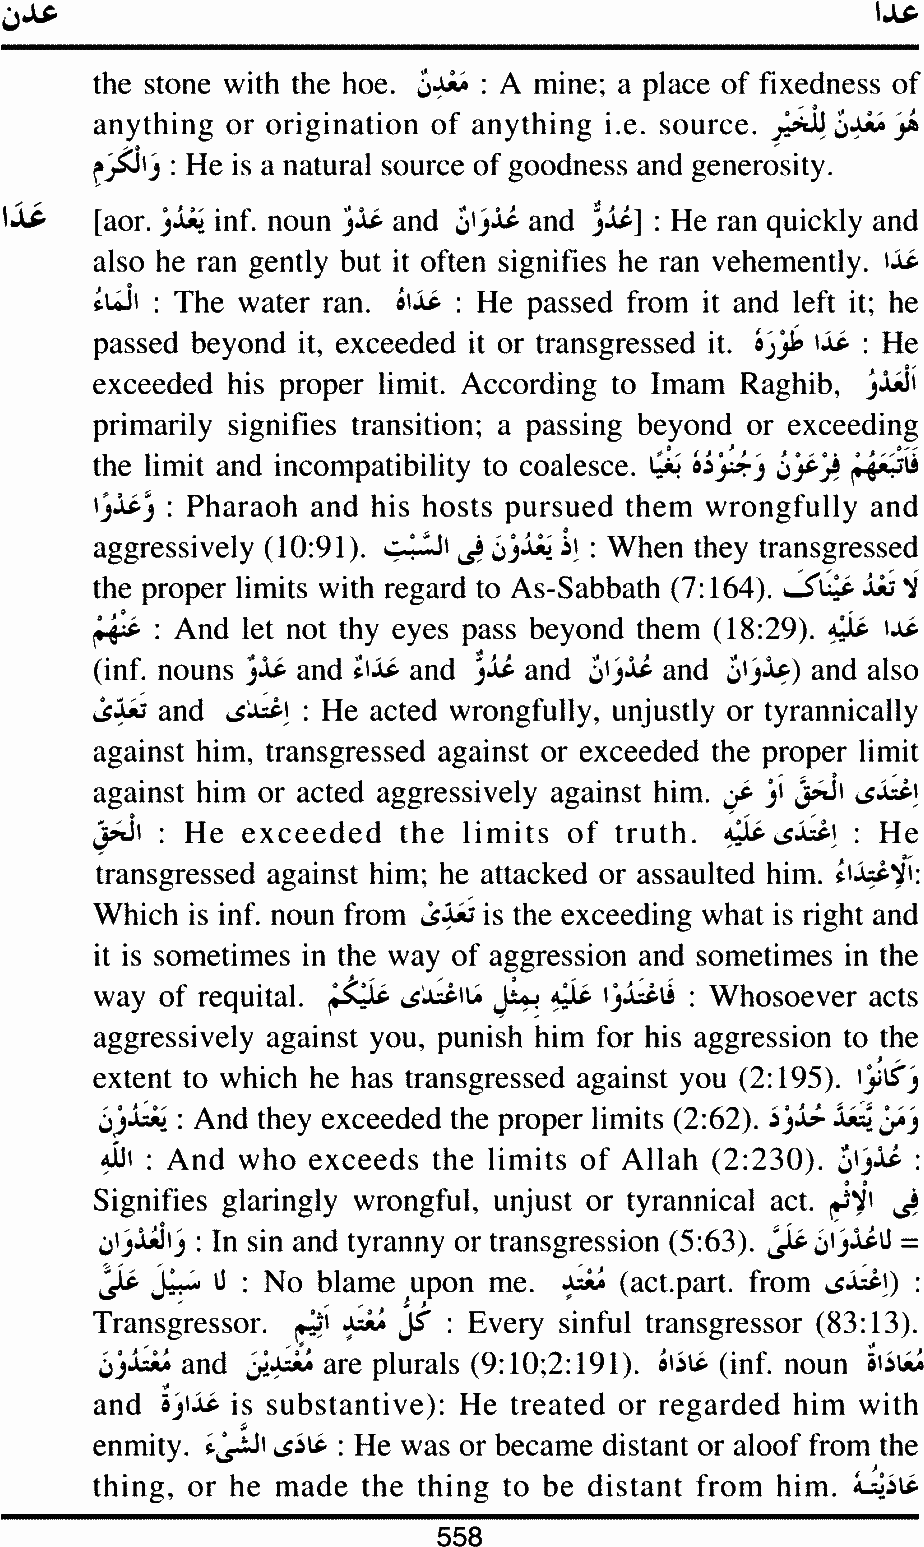 عدن عدا
the stone with the hoe. مَعْدِنٌ : A mine; a place of fixedness of
anything or origination of anything i.e. source. هُوَ مَعْدِنٌ لِلْخَيْرِ
وَالْكَرَمِ : He is a natural source of goodness and generosity.
عَدَا [aor. يَعْدُوْ inf. noun عَدْوٌ and عُدْوَانٌ and عُدُوٌّ] : He ran quickly and
also he ran gently but it often signifies he ran vehemently. عَدَا
الْمَاءُ : The water ran. عَدَاهُ : He passed from it and left it; he
passed beyond it, exceeded it or transgressed it. عَدَا طَوْرَهُ : He
exceeded his proper limit. According to Imam Raghib, اَلْعَدْوُ
primarily signifies transition; a passing beyond or exceeding
the limit and incompatibility to coalesce. فَاَتْبَعَهُمْ فِرْعَوْنُ وَجُنُوْدُهُ بَغْيًا
وَّعَدْوًا : Pharaoh and his hosts pursued them wrongfully and
aggressively (10:91). اِذْ يَعْدُوْنَ فِى السَّبْتِ : When they transgressed
the proper limits with regard to As-Sabbath (7:164). لَا تَعْدُ عَيْنَاكَ
عَنْهُمْ : And let not thy eyes pass beyond them (18:29). عَدا عَلَيْهِ
(inf. nouns عَدْوٌ and عَدَاءٌ and عُدُوٌّ and عُدْوَانٌ and عِدْوَانٌ) and also
تَعَدّٰى and اِعْتَدٰى : He acted wrongfully, unjustly or tyrannically
against him, transgressed against or exceeded the proper limit
against him or acted aggressively against him. اِعْتَدَى الْحَقَّ اَوْ عَنِ
الْحَقِّ : He exceeded the limits of truth. اِعْتَدَى عَلَيْهِ : He
transgressed against him; he attacked or assaulted him. اَلْاِعْتِدَاءُ:
Which is inf. noun from تَعَدّٰى is the exceeding what is right and
it is sometimes in the way of aggression and sometimes in the
way of requital. فَاعْتَدُوْا عَلَيْهِ بِمِثْلِ مَااعْتَدٰى عَلَيْكُمْ : Whosoever acts
aggressively against you, punish him for his aggression to the
extent to which he has transgressed against you (2:195). وَكَانُوْا
يَعْتَدُوْنَ : And they exceeded the proper limits (2:62). وَمَنْ يَّتَعَدَّ حُدُوْدَ
اللّٰهِ : And who exceeds the limits of Allah (2:230). عُدْوَانٌ :
Signifies glaringly wrongful, unjust or tyrannical act. فِى الْاِثْمِ
وَالْعُدْوَانِ : In sin and tyranny or transgression (5:63). لَاعُدْوَانَ عَلَىَّ =
لَا سَبِيْلَ عَلَىَّ : No blame upon me. مُعْتَدٍ (act.part. from اِعْتَدٰى) :
Transgressor. كُلُّ مُعْتَدٍ اَثِيْمٍ : Every sinful transgressor (83:13).
مُعْتَدُوْنَ and مُعْتَدِيْنَ are plurals (9:10;2:191). عَادَاهُ (inf. noun مُعَادَاةٌ
and عَدَاوَةٌ is substantive): He treated or regarded him with
enmity. عَادَى الشَّىْءَ : He was or became distant or aloof from the
thing, or he made the thing to be distant from him. عَادَيْتُهُ
558